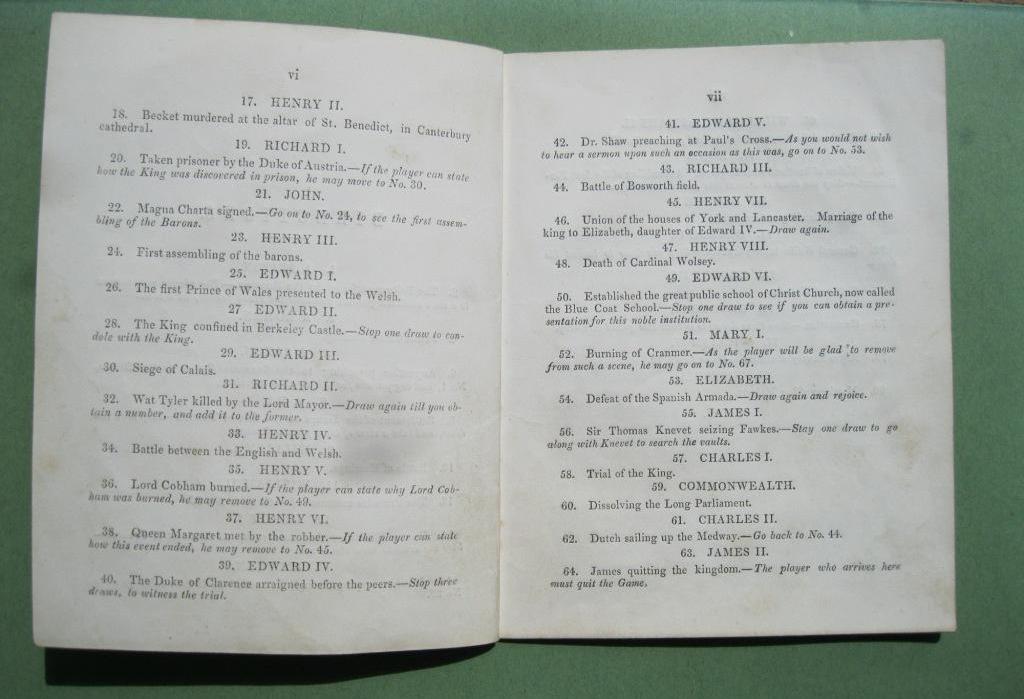 vi
17. HENRY II.
18. Becket murdered at the altar of St. Benedict, in Canterbury
cathedral.
19. RICHARD I.
20. Taken prisoner by the Duke of Austria.—If the player can state
how the King was discovered in prison, he may move to No. 30.
21. JOHN.
22. Magna Charta signed.—Go on to No. 24, to see the first assem-
bling of the Barons.
23. HENRY III.
24. First assembling of the barons.
25. EDWARD I.
26. The first Prince of Wales presented to the Welsh.
27 EDWARD II.
28. The King confined in Berkeley Castle.—Stop one draw to con-
dole with the King.
29. EDWARD III.
30. Siege of Calais.
31. RICHARD II.
32. Wat Tyler killed by the Lord Mayor.—Draw again till you ob-
tain a number, and add it to the former.
33. HENRY IV.
34. Battle between the English and Welsh.
35. HENRY V.
36. Lord Cobham burned.—If the player can state why Lord Cob-
ham was burned, he may remove to No. 49.
37. HENRY VI.
38. Queen Margaret met by the robber.—If the player can state
how this event ended, he may remove to No. 45.
39. EDWARD IV.
40. The Duke of Clarence arraigned before the peers.—Stop three
draws, to witness the trial.
vii
41. EDWARD V.
42. Dr. Shaw preaching at Paul's Cross.—As you would not wish
to hear a sermon upon such an occasion as this was, go on to No. 53.
43. RICHARD III.
44. Battle of Bosworth field.
45. HENRY VII.
46. Union of the houses of York and Lancaster. Marriage of the
king to Elizabeth, daughter of Edward IV.—Draw again.
47. HENRY VIII.
48. Death of Cardinal Wolsey.
49. EDWARD VI.
50. Established the great public school of Christ Church, now called
the Blue Coat School.—Stop one draw to see if you can obtain a pre-
sentation for this noble institution.
51. MARY I.
52. Burning of Cranmer.—As the player will be glad to remove
from such a scene, he may go on to No. 67.
53. ELIZABETH.
54. Defeat of the Spanish Armada.—Draw again and rejoice.
55. JAMES I.
56. Sir Thomas Knevet seizing Fawkes.—Stay one draw to go
along with Knevet to search the vaults.
57. CHARLES I.
58. Trial of the King.
59. COMMONWEALTH.
60. Dissolving the Long Parliament.
61. CHARLES II.
62. Dutch sailing up the Medway.—Go back to No. 44.
63. JAMES II.
64. James quitting the kingdom.—The player who arrives here
must quit the Game.